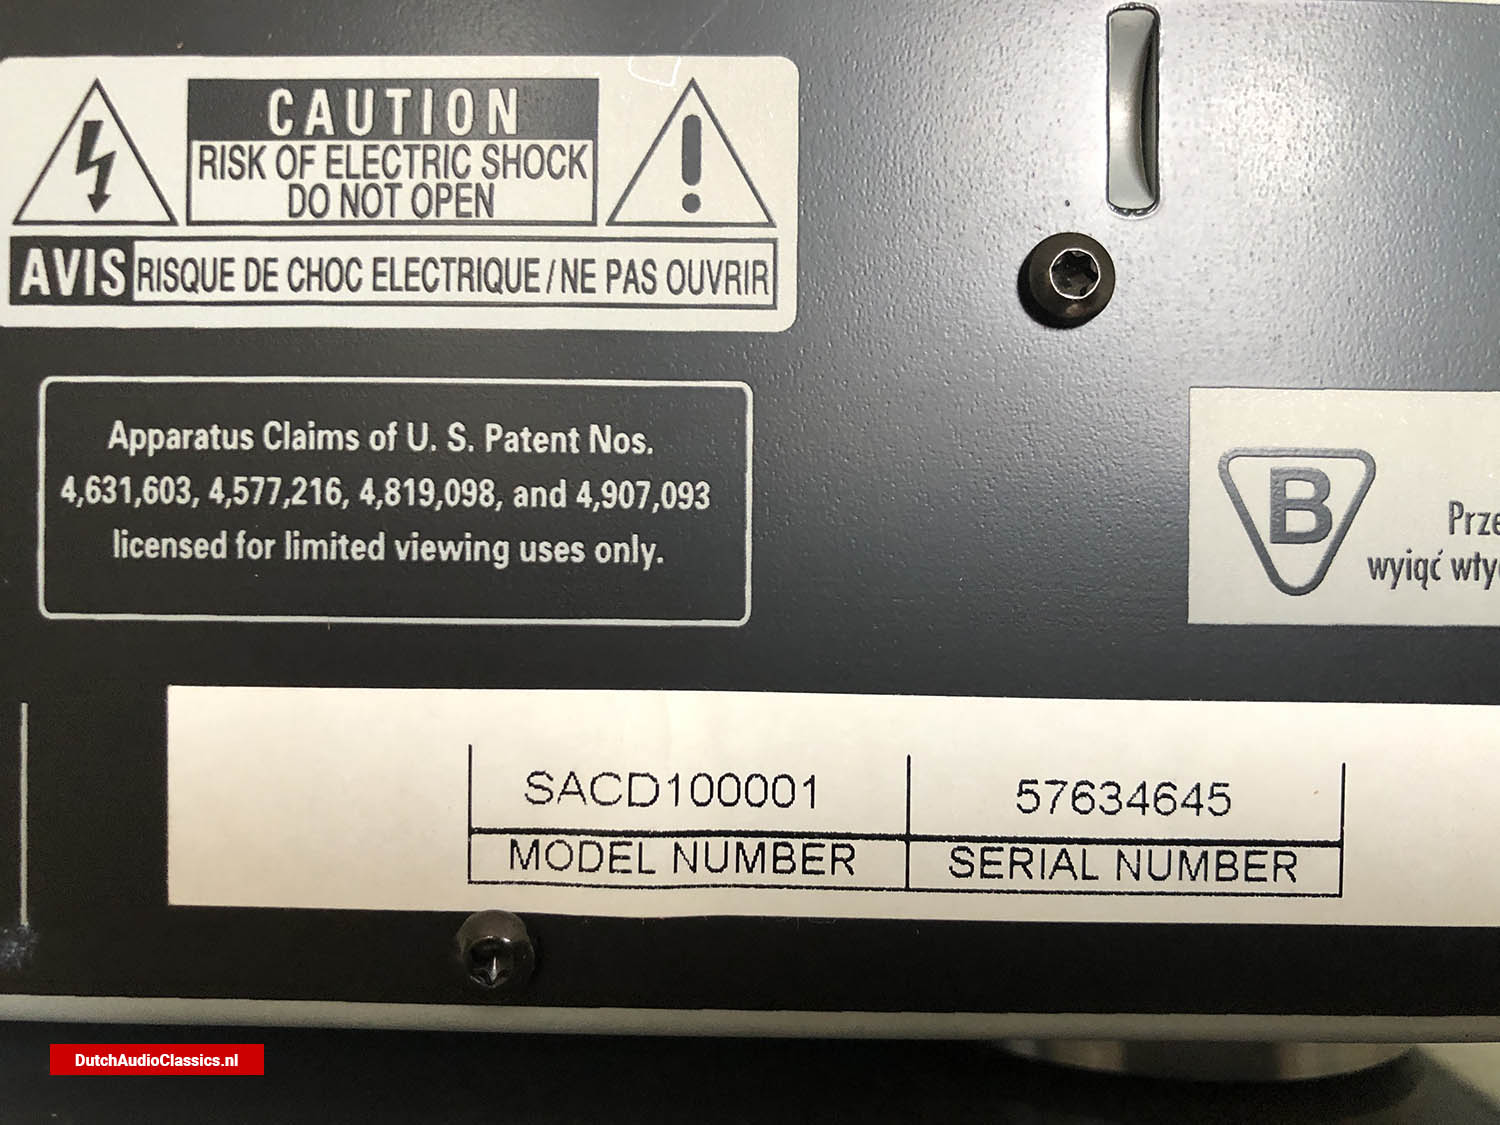 CAUTION
RISK OF ELECTRIC SHOCK
DO NOT OPEN
AVIS RISQUE DE CHOC ELECTRIQUE / NE PAS OUVRIR
Apparatus Claims of U. S. Patent Nos.
4,631,603, 4,577,216, 4,819,098, and 4,907,093
licensed for limited viewing uses only.
B
wyiąć
SACD100001 57634645
MODEL NUMBER SERIAL NUMBER
DutchAudioClassics.nl